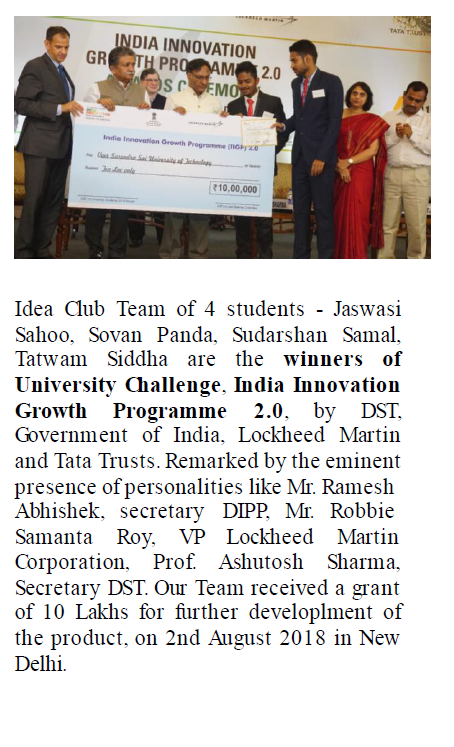 LOCKHEED MARTIN
TATA TRUSTS
INDIA INNOVATION
GROWTH PROGRAMME 2.0
AWARDS CEREMONY
India Innovation Growth Programme (IIGP) 2.0
Veer Surendra Sai University of Technology
Ten Lac only
₹10,00,000
Idea Club Team of 4 students - Jaswasi
Sahoo, Sovan Panda, Sudarshan Samal,
Tatwam Siddha are the winners of
University Challenge, India Innovation
Growth Programme 2.0, by DST,
Government of India, Lockheed Martin
and Tata Trusts. Remarked by the eminent
presence of personalities like Mr. Ramesh
Abhishek, secretary DIPP, Mr. Robbie
Samanta Roy, VP Lockheed Martin
Corporation, Prof. Ashutosh Sharma,
Secretary DST. Our Team received a grant
of 10 Lakhs for further developlment of
the product, on 2nd August 2018 in New
Delhi.